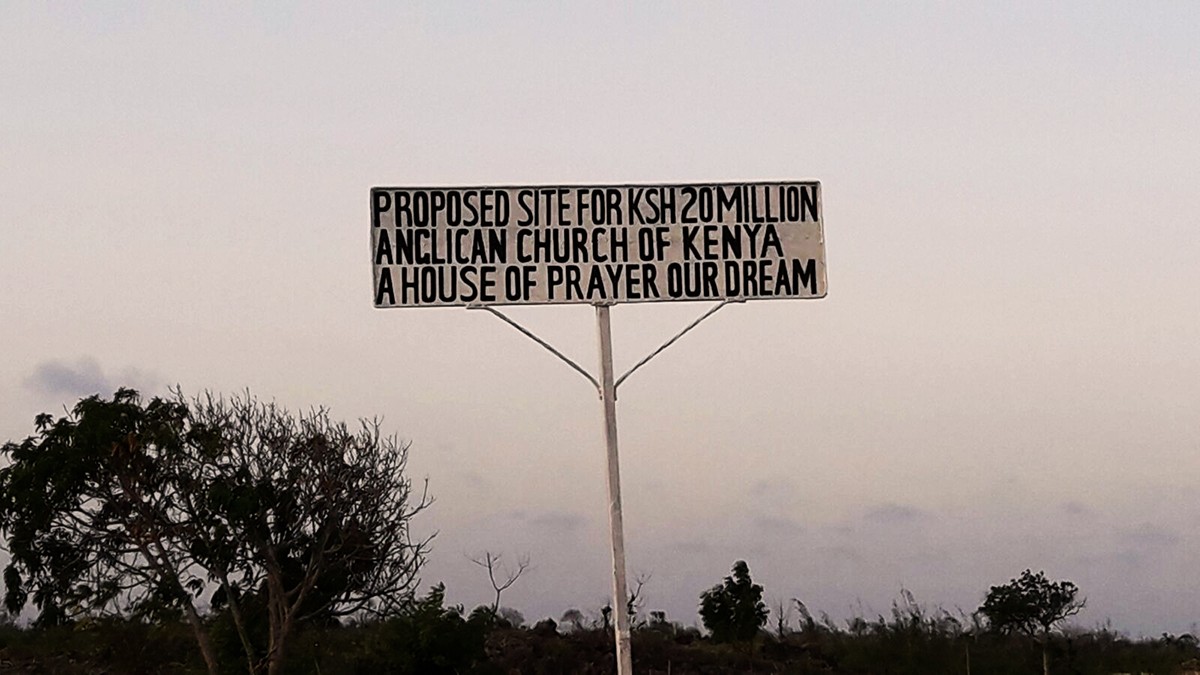 PROPOSED SITE FOR KSH 20 MILLION
ANGLICAN CHURCH OF KENYA
A HOUSE OF PRAYER OUR DREAM